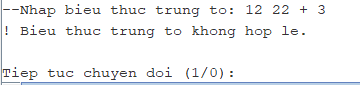 --Nhap bieu thuc trung to: 12 22 + 3
! Bieu thuc trung to khong hop le.
Tiep tuc chuyen doi (1/0):